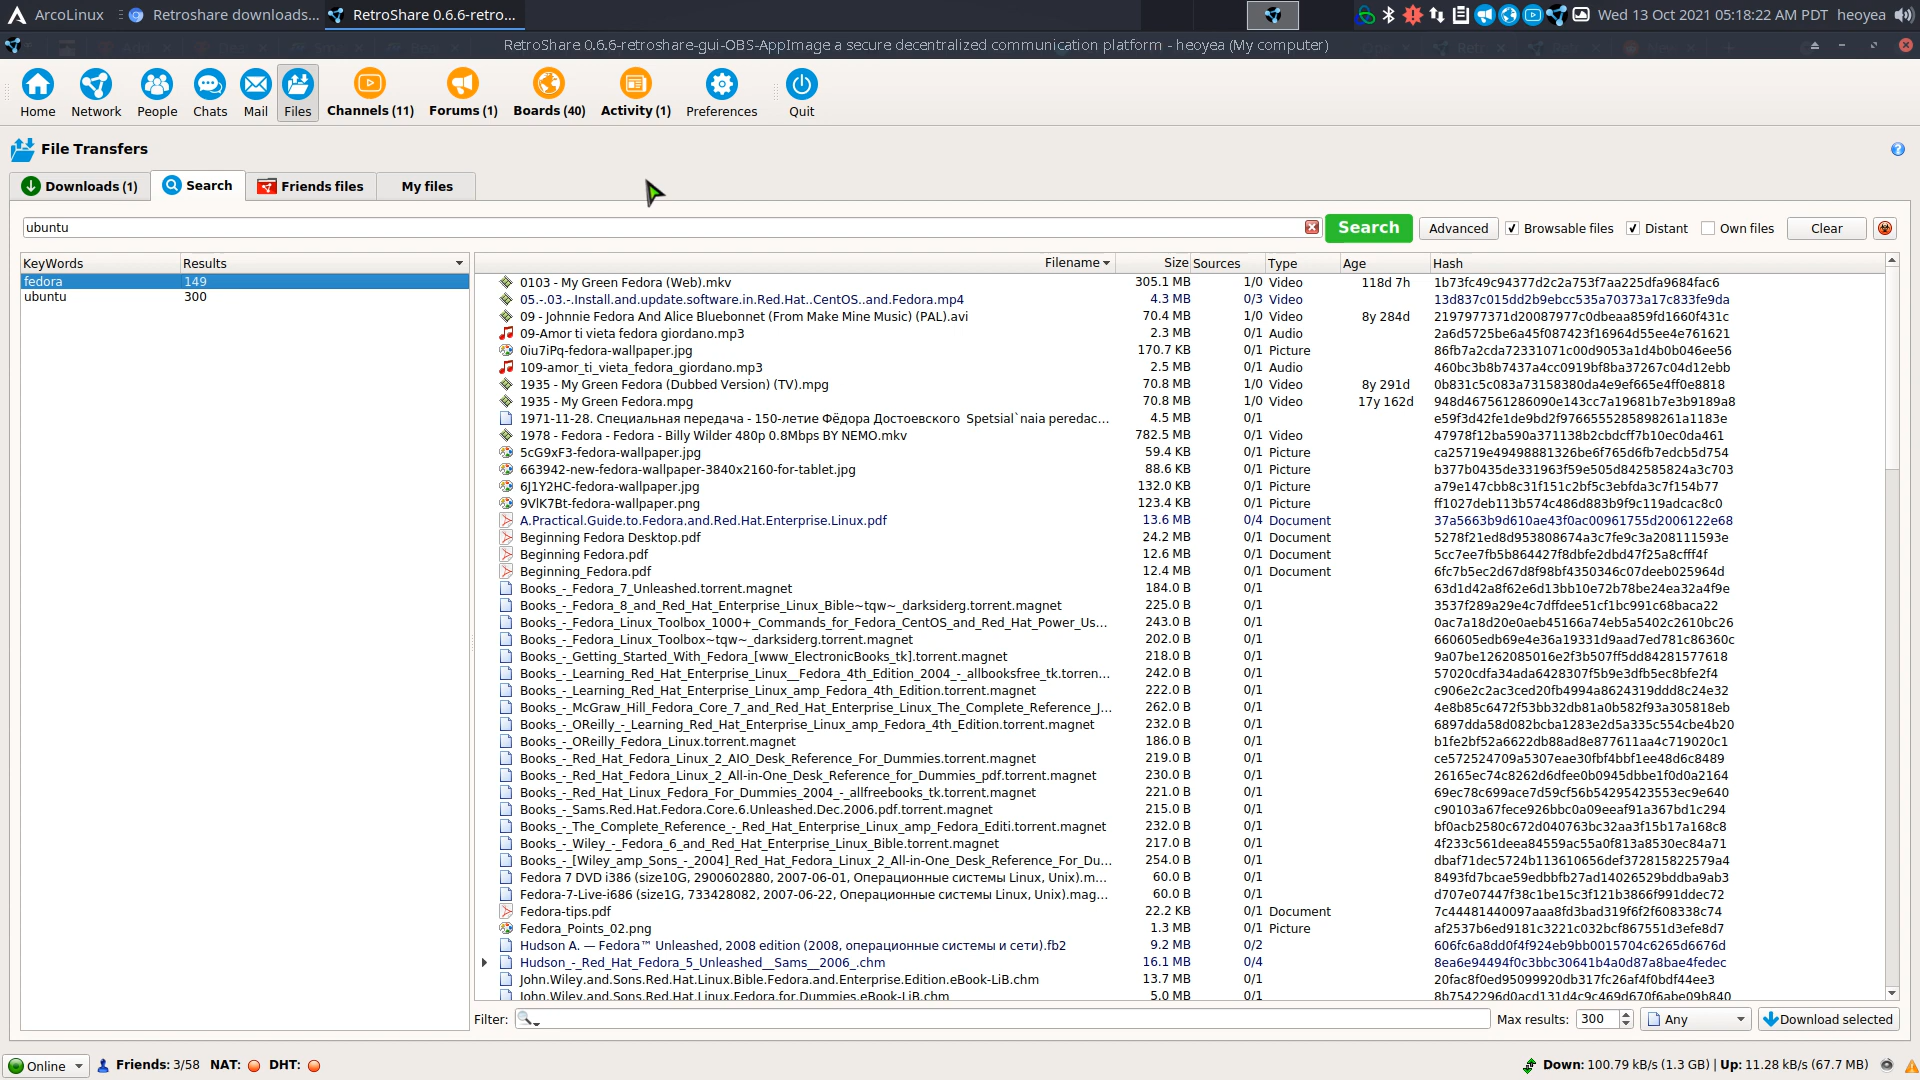 ArcoLinux
Retroshare downloads...
RetroShare 0.6.6-retro...
Wed 13 Oct 2021 05:18:22 AM PDT heoyea
RetroShare 0.6.6-retroshare-gui-OBS-AppImage a secure decentralized communication platform - heoyea (My computer)
Home Network People Chats Mail Files Channels (11) Forums (1) Boards (40) Activity (1) Preferences Quit
File Transfers
Downloads (1) Search Friends files My files
ubuntu Search Advanced Browsable files Distant Own files Clear
KeyWords Results Filename Size Sources Type Age Hash
fedora 149
ubuntu 300
0103 - My Green Fedora (Web).mkv 305.1 MB 1/0 Video 118d 7h 1b73fc49c94377d2c2a753f7aa225dfa9684fac6
05.-.03.-.Install.and.update.software.in.Red.Hat..CentOS..and.Fedora.mp4 4.3 MB 0/3 Video 13d837c015dd2b9ebcc535a70373a17c833fe9da
09 - Johnnie Fedora And Alice Bluebonnet (From Make Mine Music) (PAL).avi 70.4 MB 1/0 Video 8y 284d 2197977371d20087977c0dbeaa859fd1660f431c
09-Amor ti vieta fedora giordano.mp3 2.3 MB 0/1 Audio 2a6d5725be6a45f087423f16964d55ee4e761621
0iu7iPq-fedora-wallpaper.jpg 170.7 KB 0/1 Picture 86fb7a2cda72331071c00d9053a1d4b0b046ee56
109-amor_ti_vieta_fedora_giordano.mp3 2.5 MB 0/1 Audio 460bc3b8b7437a4cc0919bf8ba37267c04d12ebb
1935 - My Green Fedora (Dubbed Version) (TV).mpg 70.8 MB 1/0 Video 8y 291d 0b831c5c083a73158380da4e9ef665e4ff0e8818
1935 - My Green Fedora.mpg 70.8 MB 1/0 Video 17y 162d 948d467561286090e143cc7a19681b7e3b9189a8
1971-11-28. Специальная передача - 150-летие Фёдора Достоевского Spetsial`naia peredac... 4.5 MB 0/1 e59f3d42fe1de9bd2f9766555285898261a1183e
1978 - Fedora - Fedora - Billy Wilder 480p 0.8Mbps BY NEMO.mkv 782.5 MB 0/1 Video 47978f12ba590a371138b2cbdcff7b10ec0da461
5cG9xF3-fedora-wallpaper.jpg 59.4 KB 0/1 Picture ca25719e49498881326be6f765d6fb7edcb5d754
663942-new-fedora-wallpaper-3840x2160-for-tablet.jpg 88.6 KB 0/1 Picture b377b0435de331963f59e505d842585824a3c703
6J1Y2HC-fedora-wallpaper.jpg 132.0 KB 0/1 Picture a79e147cbb8c31f151c2bf5c3ebfda3c7f154b77
9VlK7Bt-fedora-wallpaper.png 123.4 KB 0/1 Picture ff1027deb113b574c486d883b9f9c119adcac8c0
A.Practical.Guide.to.Fedora.and.Red.Hat.Enterprise.Linux.pdf 13.6 MB 0/4 Document 37a5663b9d610ae43f0ac00961755d2006122e68
Beginning Fedora Desktop.pdf 24.2 MB 0/1 Document 5278f21ed8d953808674a3c7fe9c3a208111593e
Beginning Fedora.pdf 12.6 MB 0/1 Document 5cc7ee7fb5b864427f8dbfe2dbd47f25a8cfff4f
Beginning_Fedora.pdf 12.4 MB 0/1 Document 6fc7b5ec2d67d8f98bf4350346c07deeb025964d
Books_-_Fedora_7_Unleashed.torrent.magnet 184.0 B 0/1 63d1d42a8f62e6d13bb10e72b78be24ea32a4f9e
Books_-_Fedora_8_and_Red_Hat_Enterprise_Linux_Bible~tqw~_darksiderg.torrent.magnet 225.0 B 0/1 3537f289a29e4c7dffdee51cf1bc991c68baca22
Books_-_Fedora_Linux_Toolbox_1000+_Commands_for_Fedora_CentOS_and_Red_Hat_Power_Us... 243.0 B 0/1 0ac7a18d20e0aeb45166a74eb5a5402c2610bc26
Books_-_Fedora_Linux_Toolbox~tqw~_darksiderg.torrent.magnet 202.0 B 0/1 660605edb69e4e36a19331d9aad7ed781c86360c
Books_-_Getting_Started_With_Fedora_[www_ElectronicBooks_tk].torrent.magnet 218.0 B 0/1 9a07be1262085016e2f3b507ff5dd84281577618
Books_-_Learning_Red_Hat_Enterprise_Linux__Fedora_4th_Edition_2004_-_allbooksfree_tk.torren... 242.0 B 0/1 57020cdfa34ada6428307f5b9e3dfb5ec8bfe2f4
Books_-_Learning_Red_Hat_Enterprise_Linux_amp_Fedora_4th_Edition.torrent.magnet 222.0 B 0/1 c906e2c2ac3ced20fb4994a8624319ddd8c24e32
Books_-_McGraw_Hill_Fedora_Core_7_and_Red_Hat_Enterprise_Linux_The_Complete_Reference_J... 262.0 B 0/1 4e8b85c6472f53bb32db81a0b582f93a305818eb
Books_-_OReilly_-_Learning_Red_Hat_Enterprise_Linux_amp_Fedora_4th_Edition.torrent.magnet 232.0 B 0/1 6897dda58d082bcba1283e2d5a335c554cbe4b20
Books_-_OReilly_Fedora_Linux.torrent.magnet 186.0 B 0/1 b1fe2bf52a6622db88ad8e877611aa4c719020c1
Books_-_Red_Hat_Fedora_Linux_2_AIO_Desk_Reference_For_Dummies.torrent.magnet 219.0 B 0/1 ce572524709a5307eae30fbf4bbf1ee48d6c8489
Books_-_Red_Hat_Fedora_Linux_2_All-in-One_Desk_Reference_for_Dummies_pdf.torrent.magnet 230.0 B 0/1 26165ec74c8262d6dfee0b0945dbbe1f0d0a2164
Books_-_Red_Hat_Linux_Fedora_For_Dummies_2004_-_allfreebooks_tk.torrent.magnet 221.0 B 0/1 69ec78c699ace7d59cf56b54295423553ec9e640
Books_-_Sams.Red.Hat.Fedora.Core.6.Unleashed.Dec.2006.pdf.torrent.magnet 215.0 B 0/1 c90103a67fece926bbc0a09eeaf91a367bd1c294
Books_-_The_Complete_Reference_-_Red_Hat_Enterprise_Linux_amp_Fedora_Editi.torrent.magnet 232.0 B 0/1 bf0acb2580c672d040763bc32aa3f15b17a168c8
Books_-_Wiley_-_Fedora_6_and_Red_Hat_Enterprise_Linux_Bible.torrent.magnet 217.0 B 0/1 4f233c561deea84559ac55a0f813a8530ec84a71
Books_-_[Wiley_amp_Sons_-_2004]_Red_Hat_Fedora_Linux_2_All-in-One_Desk_Reference_For_Du... 254.0 B 0/1 dbaf71dec5724b113610656def372815822579a4
Fedora 7 DVD i386 (size10G, 2900602880, 2007-06-01, Операционные системы Linux, Unix).m... 60.0 B 0/1 8493fd7bcae59edbbfb27ad14026529bddba9ab3
Fedora-7-Live-i686 (size1G, 733428082, 2007-06-22, Операционные системы Linux, Unix).mag... 60.0 B 0/1 d707e07447f38c1be15c3f121b3866f991ddec72
Fedora-tips.pdf 22.2 KB 0/1 Document 7c44481440097aaa8fd3bad319f6f2f608338c74
Fedora_Points_02.png 1.3 MB 0/1 Picture af2537b6ed9181c3221c032bcf867551d3efe8d7
Hudson A. — Fedora™ Unleashed, 2008 edition (2008, операционные системы и сети).fb2 9.2 MB 0/2 606fc6a8dd0f4f924eb9bb0015704c6265d6676d
Hudson_-_Red_Hat_Fedora_5_Unleashed__Sams__2006_.chm 16.1 MB 0/4 8ea6e94494f0c3bbc30641b4a0d87a8bae4fedec
John.Wiley.and.Sons.Red.Hat.Linux.Bible.Fedora.and.Enterprise.Edition.eBook-LiB.chm 13.7 MB 0/1 20fac8f0ed95099920db317fc26af4f0bdf44ee3
John.Wiley.and.Sons.Red.Hat.Linux.Fedora.for.Dummies.eBook-LiB.chm 5.0 MB 0/1 8b7542296d0acd131d4c9c469d670f6abe09b840
Filter: Max results: 300 Any Download selected
Online Friends: 3/58 NAT: DHT: Down: 100.79 kB/s (1.3 GB) | Up: 11.28 kB/s (67.7 MB)